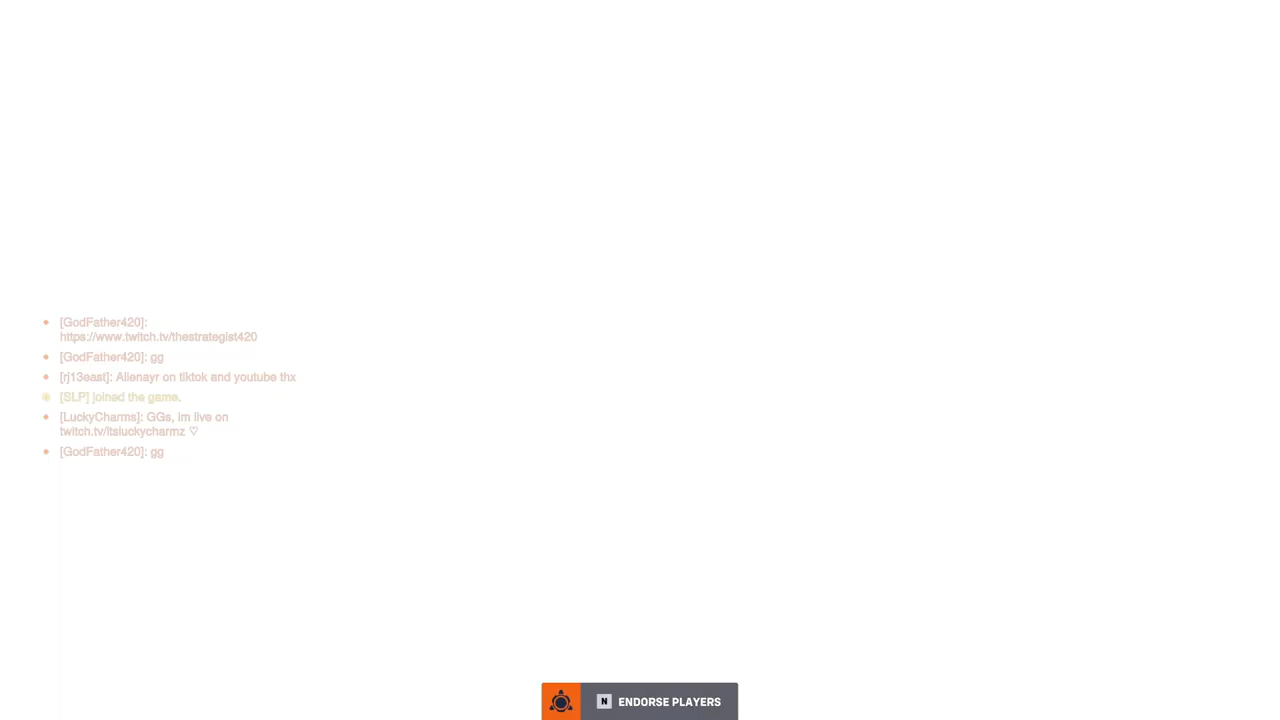 [GodFather420]:
https://www.twitch.tv/thestrategist420
[GodFather420]: gg
[rj13east]: Alienayr on tiktok and youtube thx
[SLP] joined the game.
[LuckyCharms]: GGs, im live on
twitch.tv/itsluckycharmz ♡
[GodFather420]: gg
N ENDORSE PLAYERS